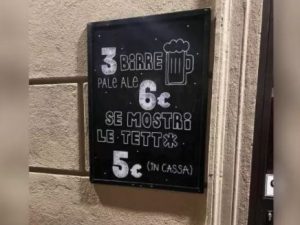 3 BIRRE
PALE ALE
6€
SE MOSTRI
LE TETT*
5€ (IN CASSA)